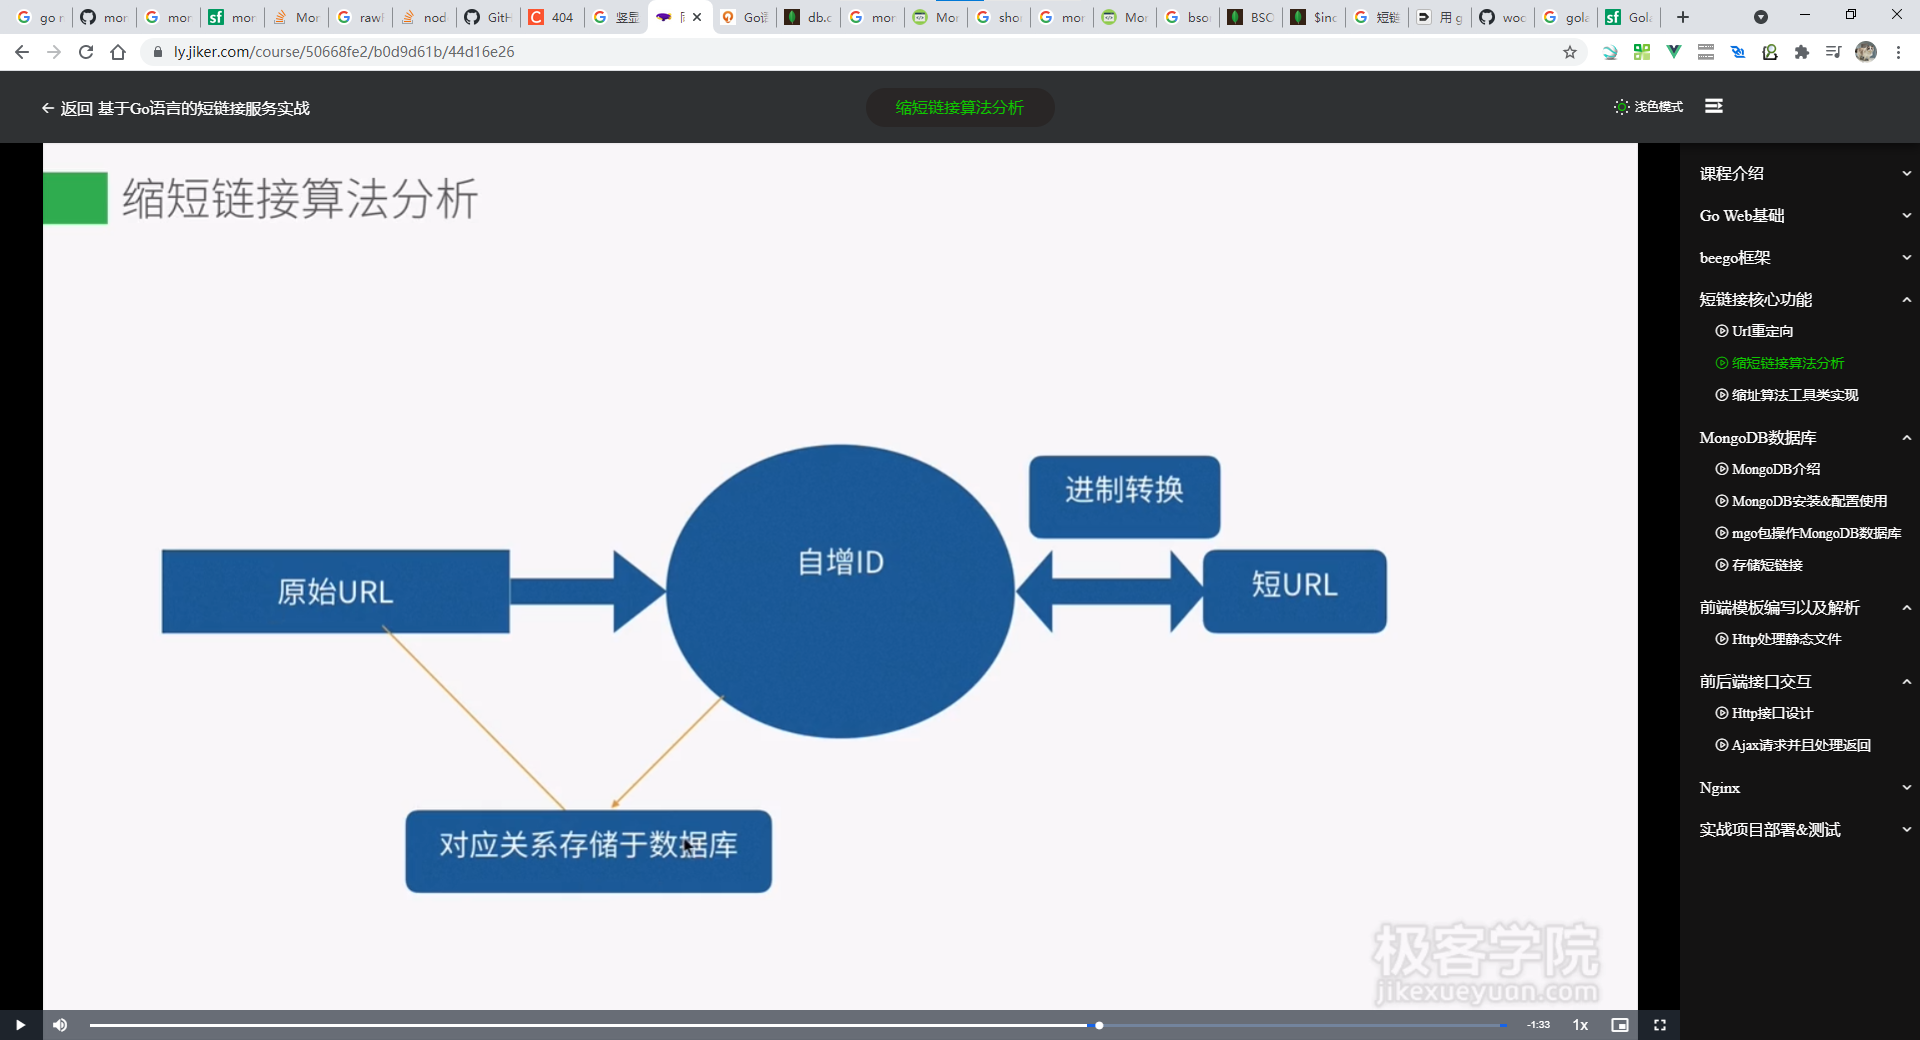 go r
mor
mor
mor
Mor
rawl
nod
GitH
404
竖显
Go语
db.c
mor
Mor
sho
mor
Mor
bso
BSO
$inc
短链
用 g
woc
gola
Gola
ly.jiker.com/course/50668fe2/b0d9d61b/44d16e26
返回 基于Go语言的短链接服务实战
缩短链接算法分析
浅色模式
缩短链接算法分析
进制转换
自增ID
原始URL
短URL
对应关系存储于数据库
极客学院
jikexueyuan.com
-1:33
1x
课程介绍
Go Web基础
beego框架
短链接核心功能
Url重定向
缩短链接算法分析
缩址算法工具类实现
MongoDB数据库
MongoDB介绍
MongoDB安装&配置使用
mgo包操作MongoDB数据库
存储短链接
前端模板编写以及解析
Http处理静态文件
前后端接口交互
Http接口设计
Ajax请求并且处理返回
Nginx
实战项目部署&测试